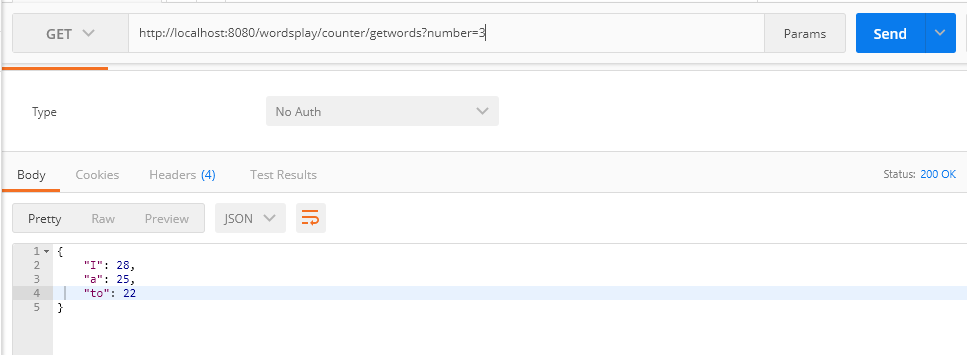 GET http://localhost:8080/wordsplay/counter/getwords?number=3 Params Send
Type No Auth
Body Cookies Headers (4) Test Results Status: 200 OK
Pretty Raw Preview JSON
1 {
2 "I": 28,
3 "a": 25,
4 "to": 22
5 }